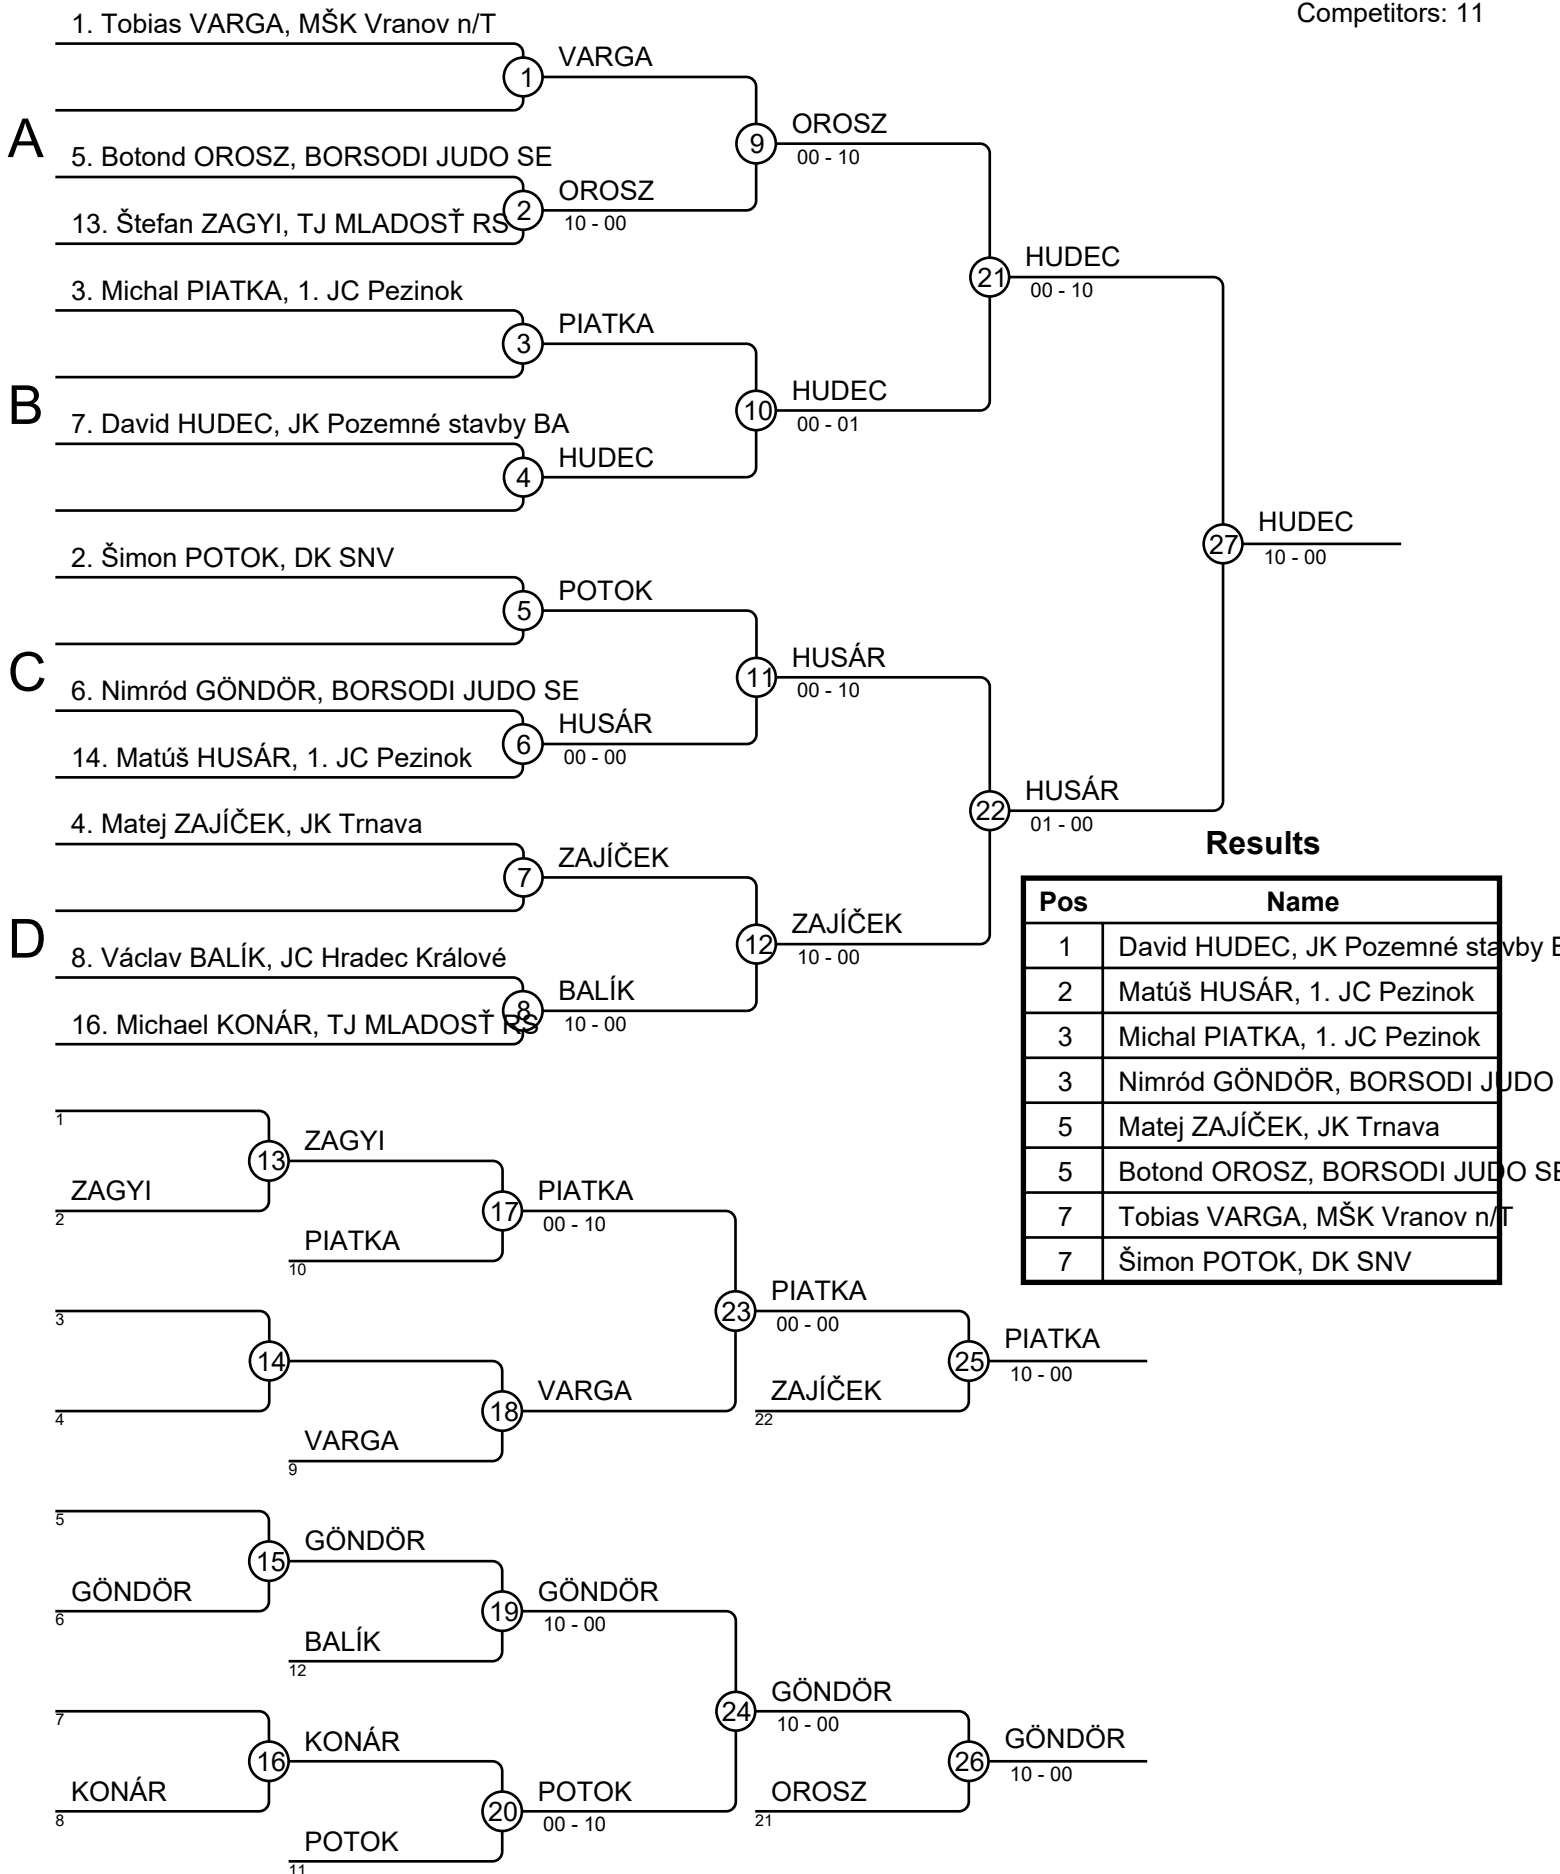 Competitors: 11
1. Tobias VARGA, MŠK Vranov n/T
1
VARGA
A
9
OROSZ
00 - 10
5. Botond OROSZ, BORSODI JUDO SE
2
OROSZ
10 - 00
13. Štefan ZAGYI, TJ MLADOSŤ RS
21
HUDEC
00 - 10
3. Michal PIATKA, 1. JC Pezinok
3
PIATKA
B
10
HUDEC
00 - 01
7. David HUDEC, JK Pozemné stavby BA
4
HUDEC
27
HUDEC
10 - 00
2. Šimon POTOK, DK SNV
5
POTOK
C
11
HUSÁR
00 - 10
6. Nimród GÖNDÖR, BORSODI JUDO SE
6
HUSÁR
00 - 00
14. Matúš HUSÁR, 1. JC Pezinok
22
HUSÁR
01 - 00
4. Matej ZAJÍČEK, JK Trnava
7
ZAJÍČEK
D
12
ZAJÍČEK
10 - 00
8. Václav BALÍK, JC Hradec Králové
8
BALÍK
10 - 00
16. Michael KONÁR, TJ MLADOSŤ RS
Results
Pos Name
1 David HUDEC, JK Pozemné stavby B
2 Matúš HUSÁR, 1. JC Pezinok
3 Michal PIATKA, 1. JC Pezinok
3 Nimród GÖNDÖR, BORSODI JUDO
5 Matej ZAJÍČEK, JK Trnava
5 Botond OROSZ, BORSODI JUDO SE
7 Tobias VARGA, MŠK Vranov n/T
7 Šimon POTOK, DK SNV
1
13
ZAGYI
ZAGYI
2
17
PIATKA
00 - 10
PIATKA
10
23
PIATKA
00 - 00
3
14
4
18
VARGA
VARGA
9
25
PIATKA
10 - 00
ZAJÍČEK
22
5
15
GÖNDÖR
GÖNDÖR
6
19
GÖNDÖR
10 - 00
BALÍK
12
24
GÖNDÖR
10 - 00
7
16
KONÁR
KONÁR
8
20
POTOK
00 - 10
POTOK
11
26
GÖNDÖR
10 - 00
OROSZ
21